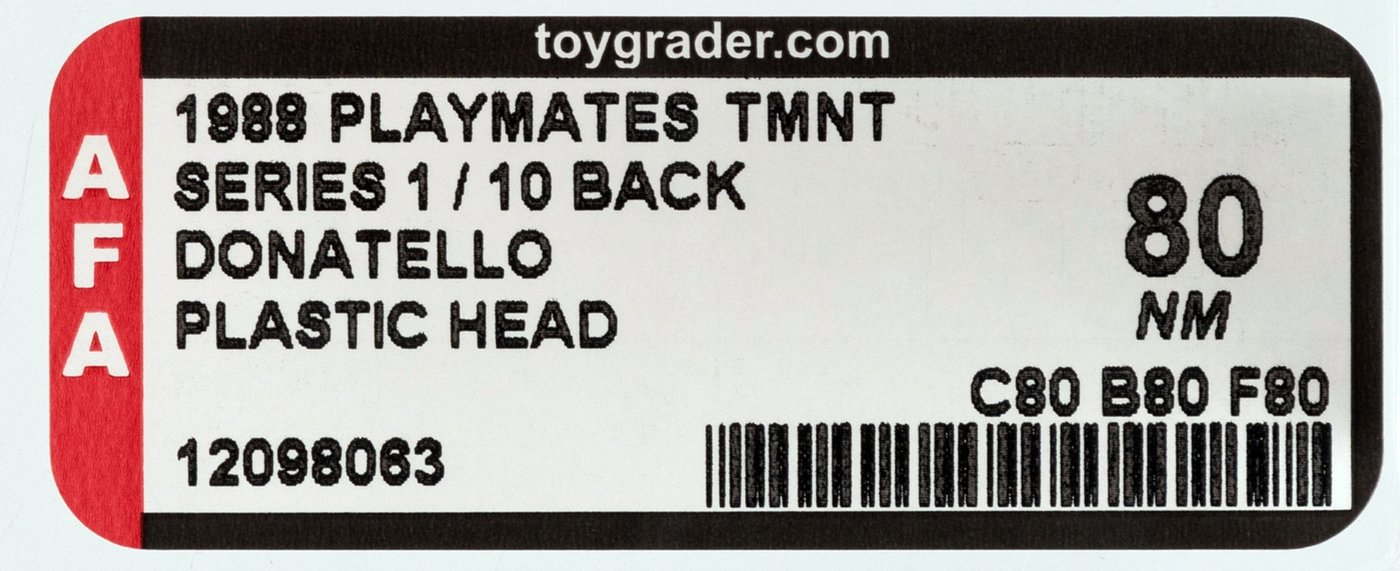 toygrader.com
AFA
1988 PLAYMATES TMNT
SERIES 1 / 10 BACK
DONATELLO
PLASTIC HEAD
80
NM
C80 B80 F80
12098063